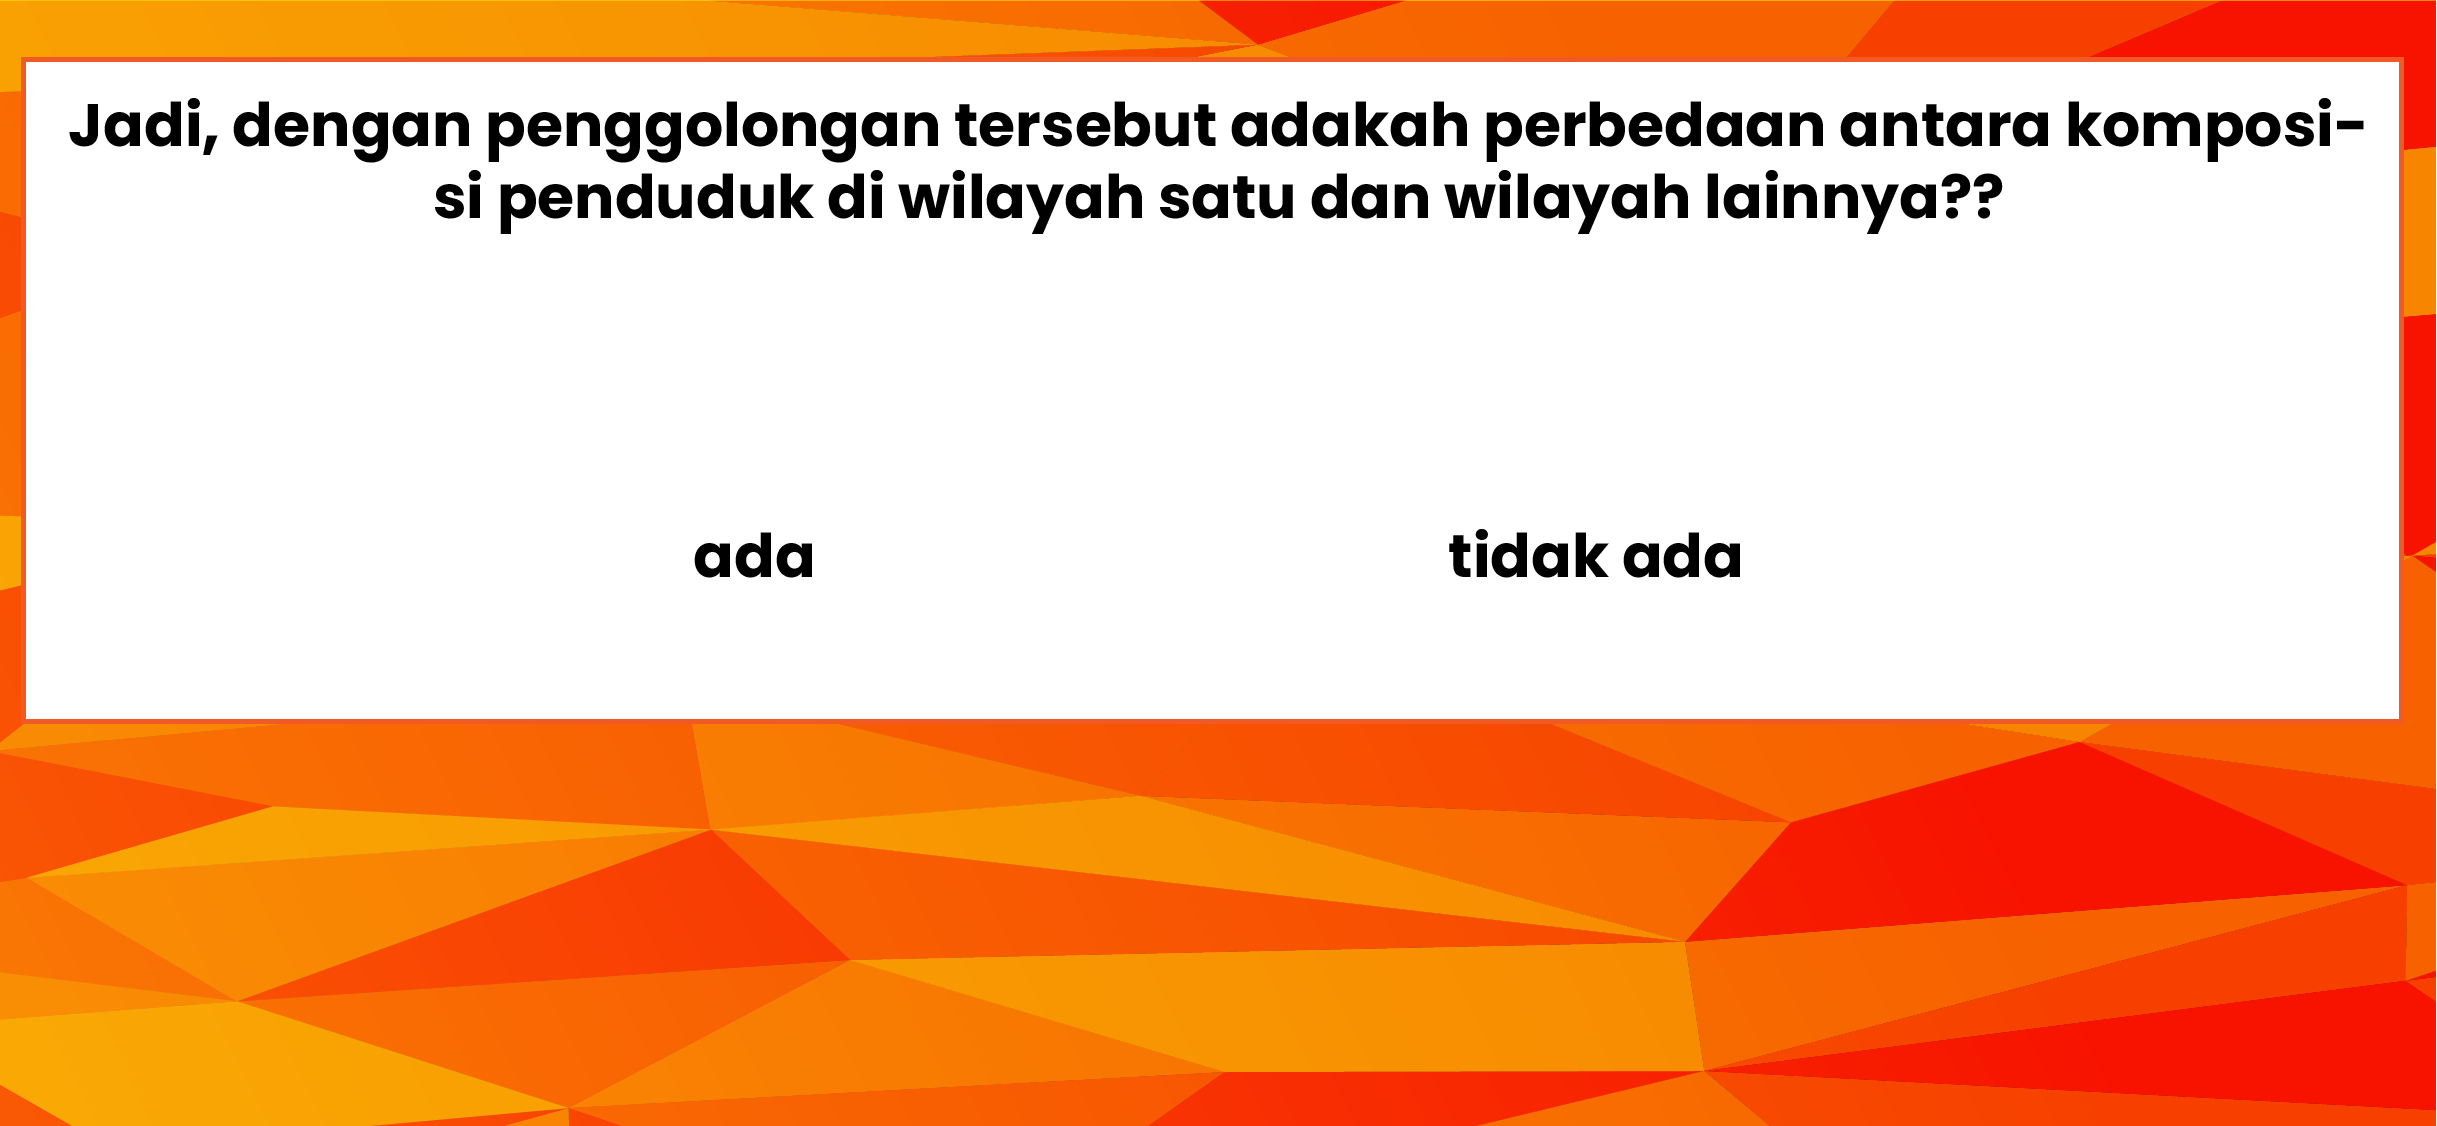 Jadi, dengan penggolongan tersebut adakah perbedaan antara komposi-
si penduduk di wilayah satu dan wilayah lainnya??
ada
tidak ada